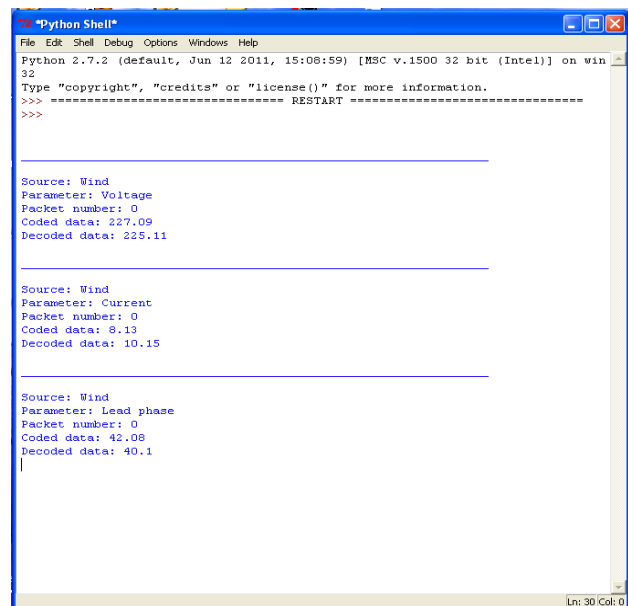 *Python Shell*
File Edit Shell Debug Options Windows Help
Python 2.7.2 (default, Jun 12 2011, 15:08:59) [MSC v.1500 32 bit (Intel)] on win
32
Type "copyright", "credits" or "license()" for more information.
>>> ================================ RESTART ================================
>>>
Source: Wind
Parameter: Voltage
Packet number: 0
Coded data: 227.09
Decoded data: 225.11
Source: Wind
Parameter: Current
Packet number: 0
Coded data: 8.13
Decoded data: 10.15
Source: Wind
Parameter: Lead phase
Packet number: 0
Coded data: 42.08
Decoded data: 40.1
Ln: 30 Col: 0